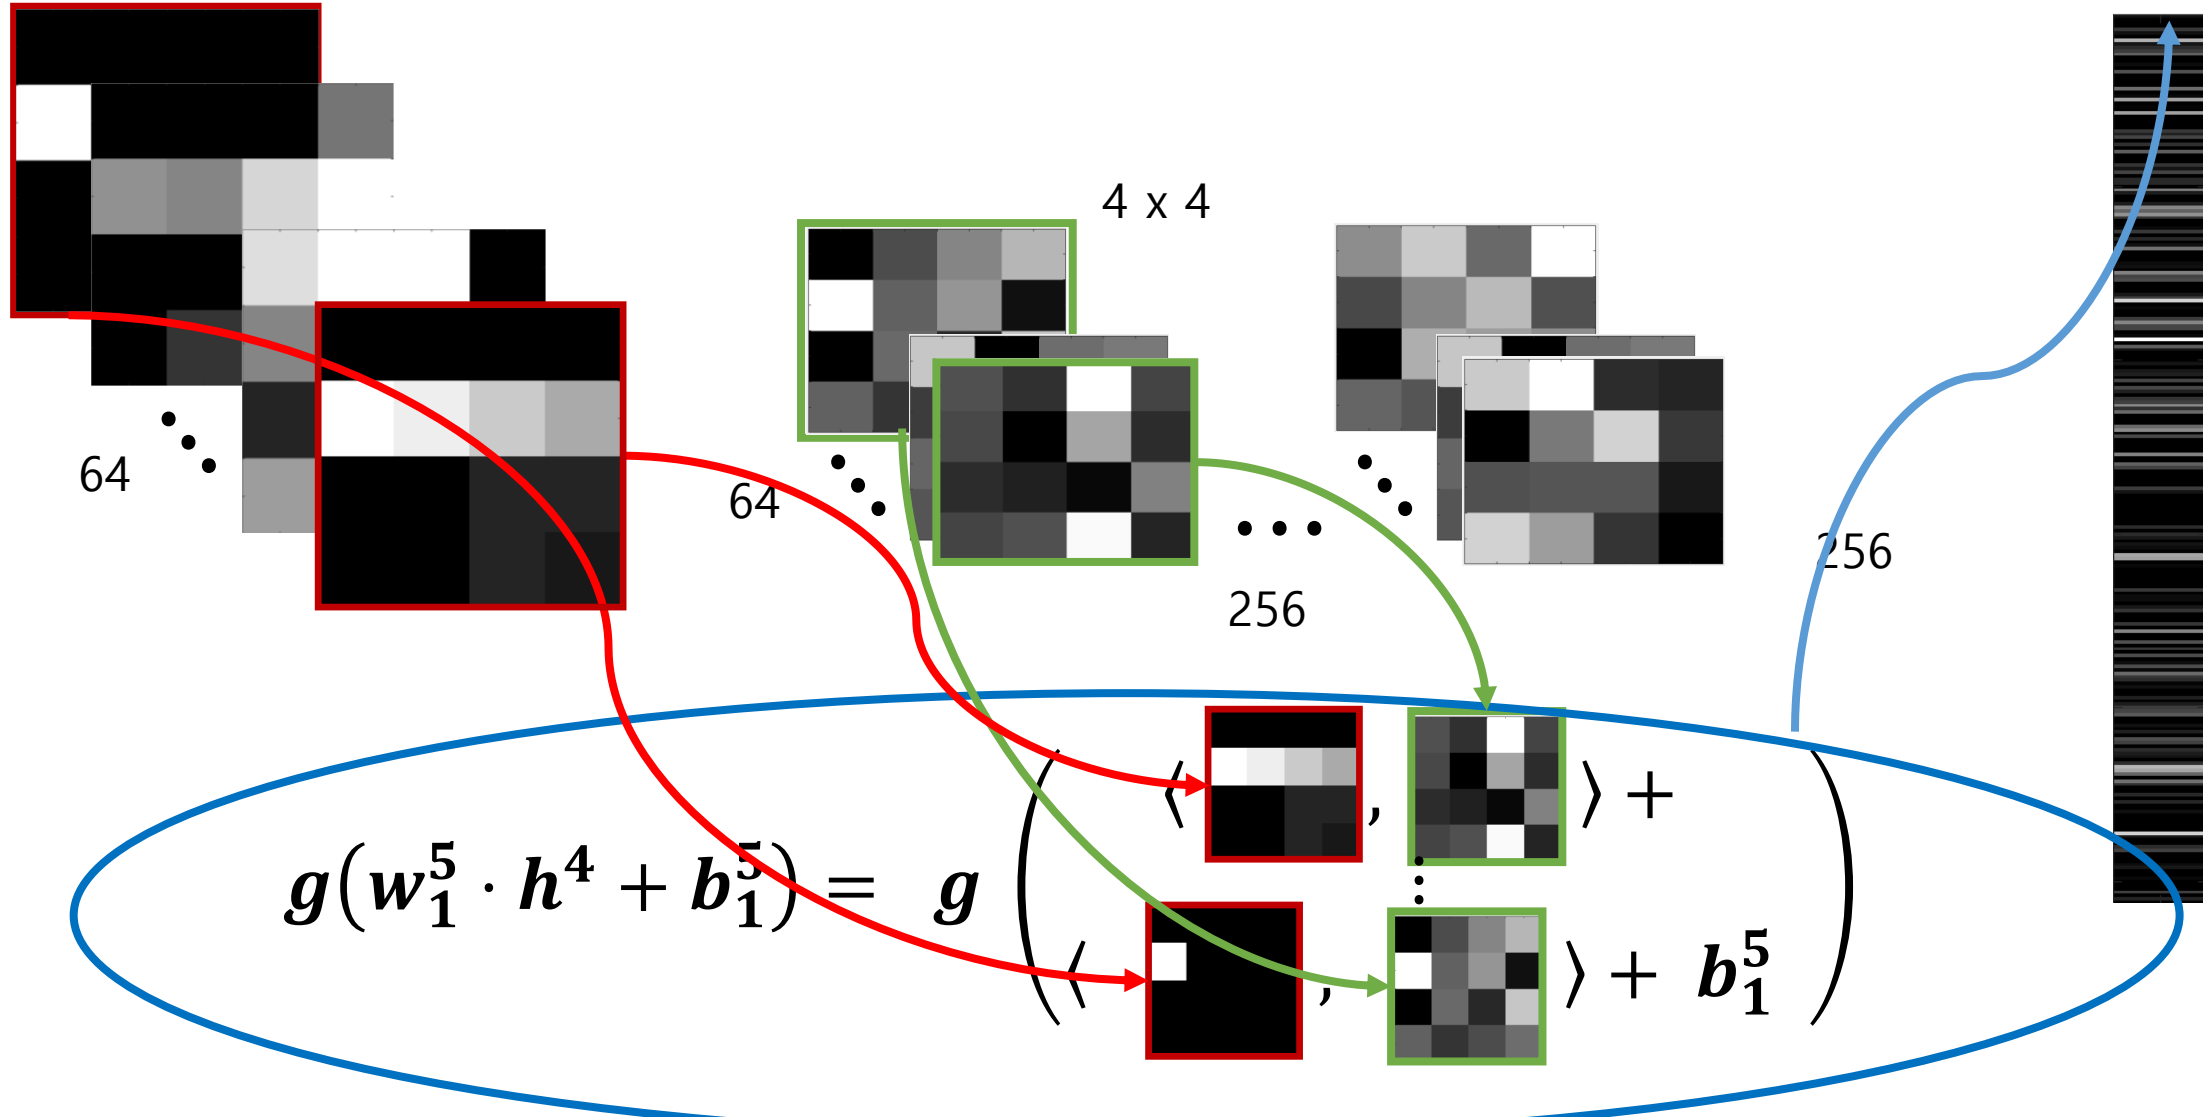 4 x 4
64
64
256
256
⟨ , ⟩ +
g(w₁⁵ · h⁴ + b₁⁵) = g
⟨ , ⟩ + b₁⁵